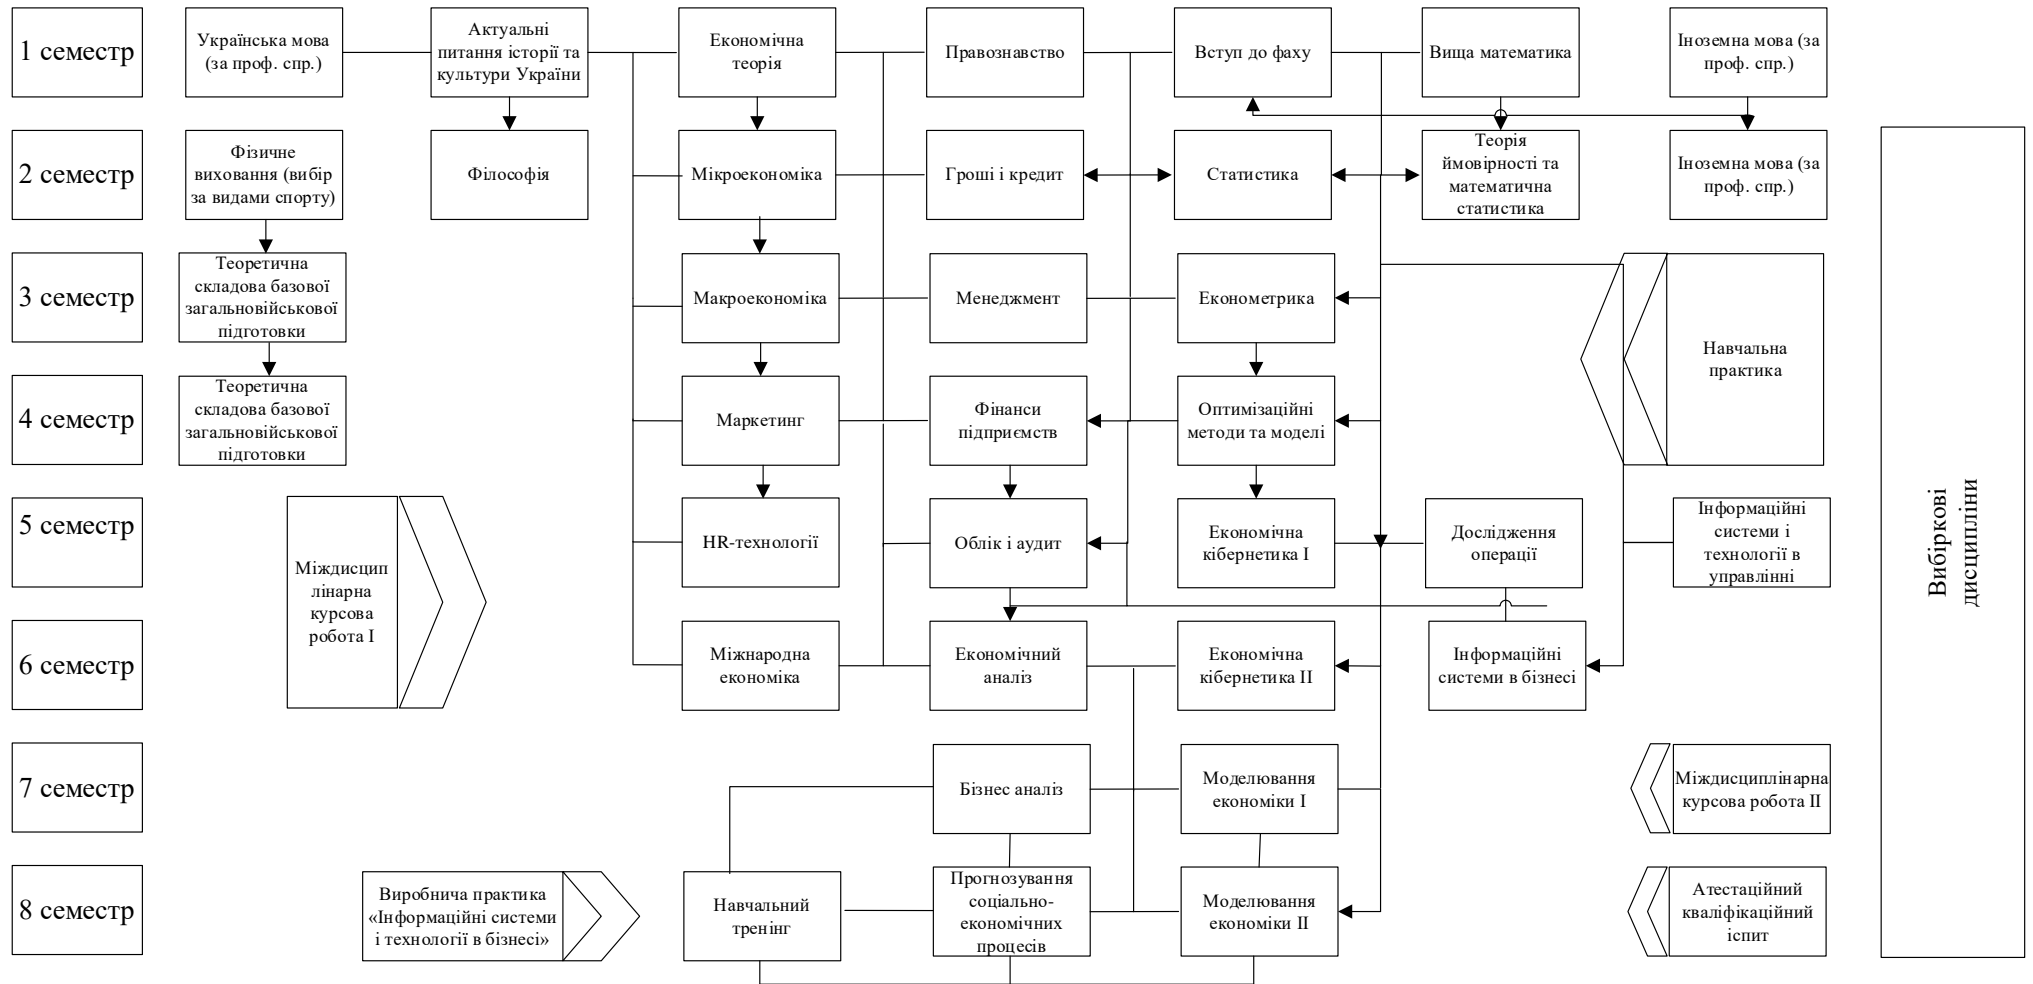 1 семестр
Українська мова
(за проф. спр.)
Актуальні
питання історії та
культури України
Економічна
теорія
Правознавство
Вступ до фаху
Вища математика
Іноземна мова (за
проф. спр.)
2 семестр
Фізичне
виховання (вибір
за видами спорту)
Філософія
Мікроекономіка
Гроші і кредит
Статистика
Теорія
ймовірності та
математична
статистика
Іноземна мова (за
проф. спр.)
3 семестр
Теоретична
складова базової
загальновійськової
підготовки
Макроекономіка
Менеджмент
Економетрика
Навчальна
практика
4 семестр
Теоретична
складова базової
загальновійськової
підготовки
Маркетинг
Фінанси
підприємств
Оптимізаційні
методи та моделі
5 семестр
Міждисцип
лінарна
курсова
робота І
HR-технології
Облік і аудит
Економічна
кібернетика І
Дослідження
операції
Інформаційні
системи і
технології в
управлінні
6 семестр
Міжнародна
економіка
Економічний
аналіз
Економічна
кібернетика ІІ
Інформаційні
системи в бізнесі
7 семестр
Бізнес аналіз
Моделювання
економіки І
Міждисциплінарна
курсова робота ІІ
8 семестр
Виробнича практика
«Інформаційні системи
і технології в бізнесі»
Навчальний
тренінг
Прогнозування
соціально-
економічних
процесів
Моделювання
економіки ІІ
Атестаційний
кваліфікаційний
іспит
Вибіркові
дисципліни